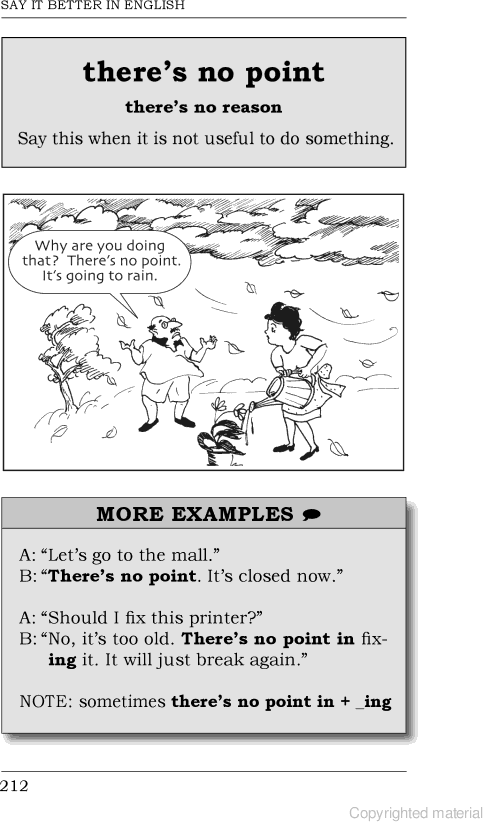 SAY IT BETTER IN ENGLISH
there's no point
there's no reason
Say this when it is not useful to do something.
Why are you doing
that? There's no point.
It's going to rain.
MORE EXAMPLES
A: “Let's go to the mall.”
B: “There's no point. It's closed now.”
A: “Should I fix this printer?”
B: “No, it's too old. There's no point in fix-
ing it. It will just break again.”
NOTE: sometimes there's no point in + _ing
212
Copyrighted material